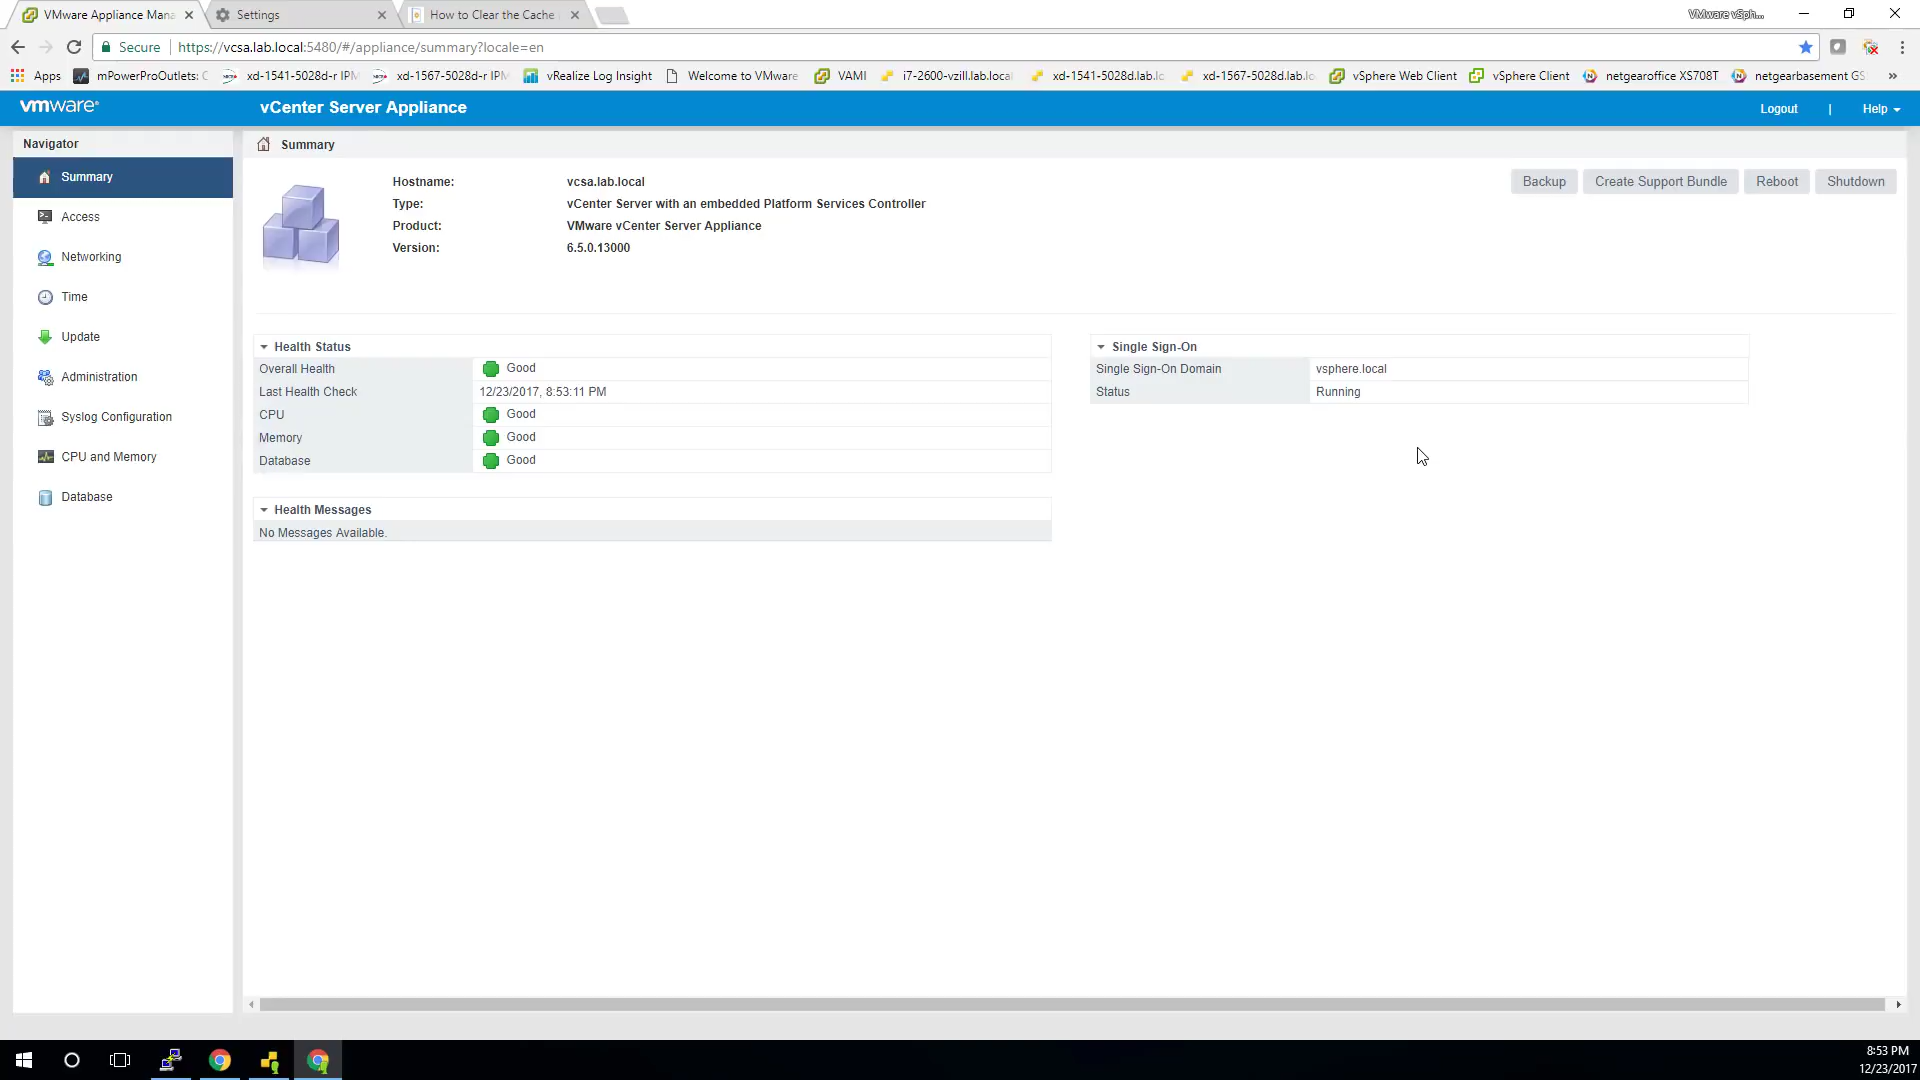 VMware Appliance Mana
Settings
How to Clear the Cache
VMware vSph...
Secure
https://vcsa.lab.local:5480/#/appliance/summary?locale=en
Apps
mPowerProOutlets: C
xd-1541-5028d-r IPM
xd-1567-5028d-r IPM
vRealize Log Insight
Welcome to VMware
VAMI
i7-2600-vzill.lab.local
xd-1541-5028d.lab.lo
xd-1567-5028d.lab.lo
vSphere Web Client
vSphere Client
netgearoffice XS708T
netgearbasement GS
»
vmware®
vCenter Server Appliance
Logout
|
Help
Navigator
Summary
Access
Networking
Time
Update
Administration
Syslog Configuration
CPU and Memory
Database
Summary
Hostname: vcsa.lab.local
Type: vCenter Server with an embedded Platform Services Controller
Product: VMware vCenter Server Appliance
Version: 6.5.0.13000
Backup
Create Support Bundle
Reboot
Shutdown
Health Status
Overall Health Good
Last Health Check 12/23/2017, 8:53:11 PM
CPU Good
Memory Good
Database Good
Health Messages
No Messages Available.
Single Sign-On
Single Sign-On Domain vsphere.local
Status Running
8:53 PM
12/23/2017